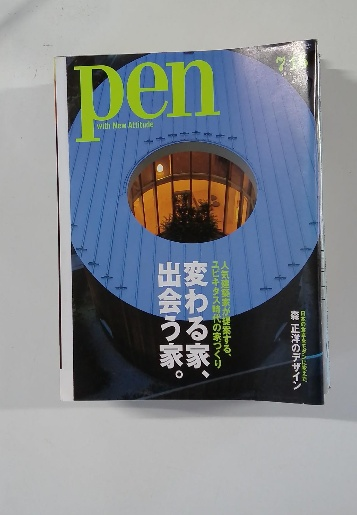 pen
with New Attitude
人気建築家が提案する、
ユビキタス時代の家づくり
変わる家、
出会う家。
森 正洋のデザイン